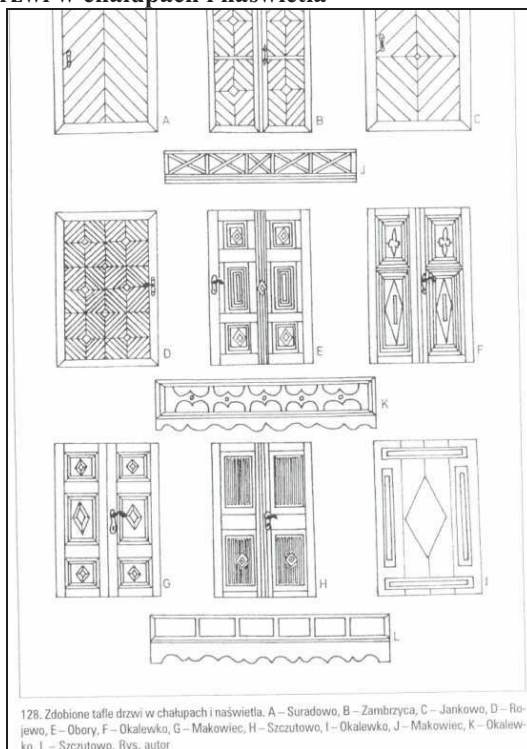 rzwi w chałupach i naświetla
A
B
C
J
D
E
F
K
G
H
I
L
128. Zdobione tafle drzwi w chałupach i naświetla. A – Suradowo, B – Zambrzyca, C – Jankowo, D – Ro-
jewo, E – Obory, F – Okalewko, G – Makowiec, H – Szczutowo, I – Okalewko, J – Makowiec, K – Okalew-
ko, L – Szczutowo. Rys. autor